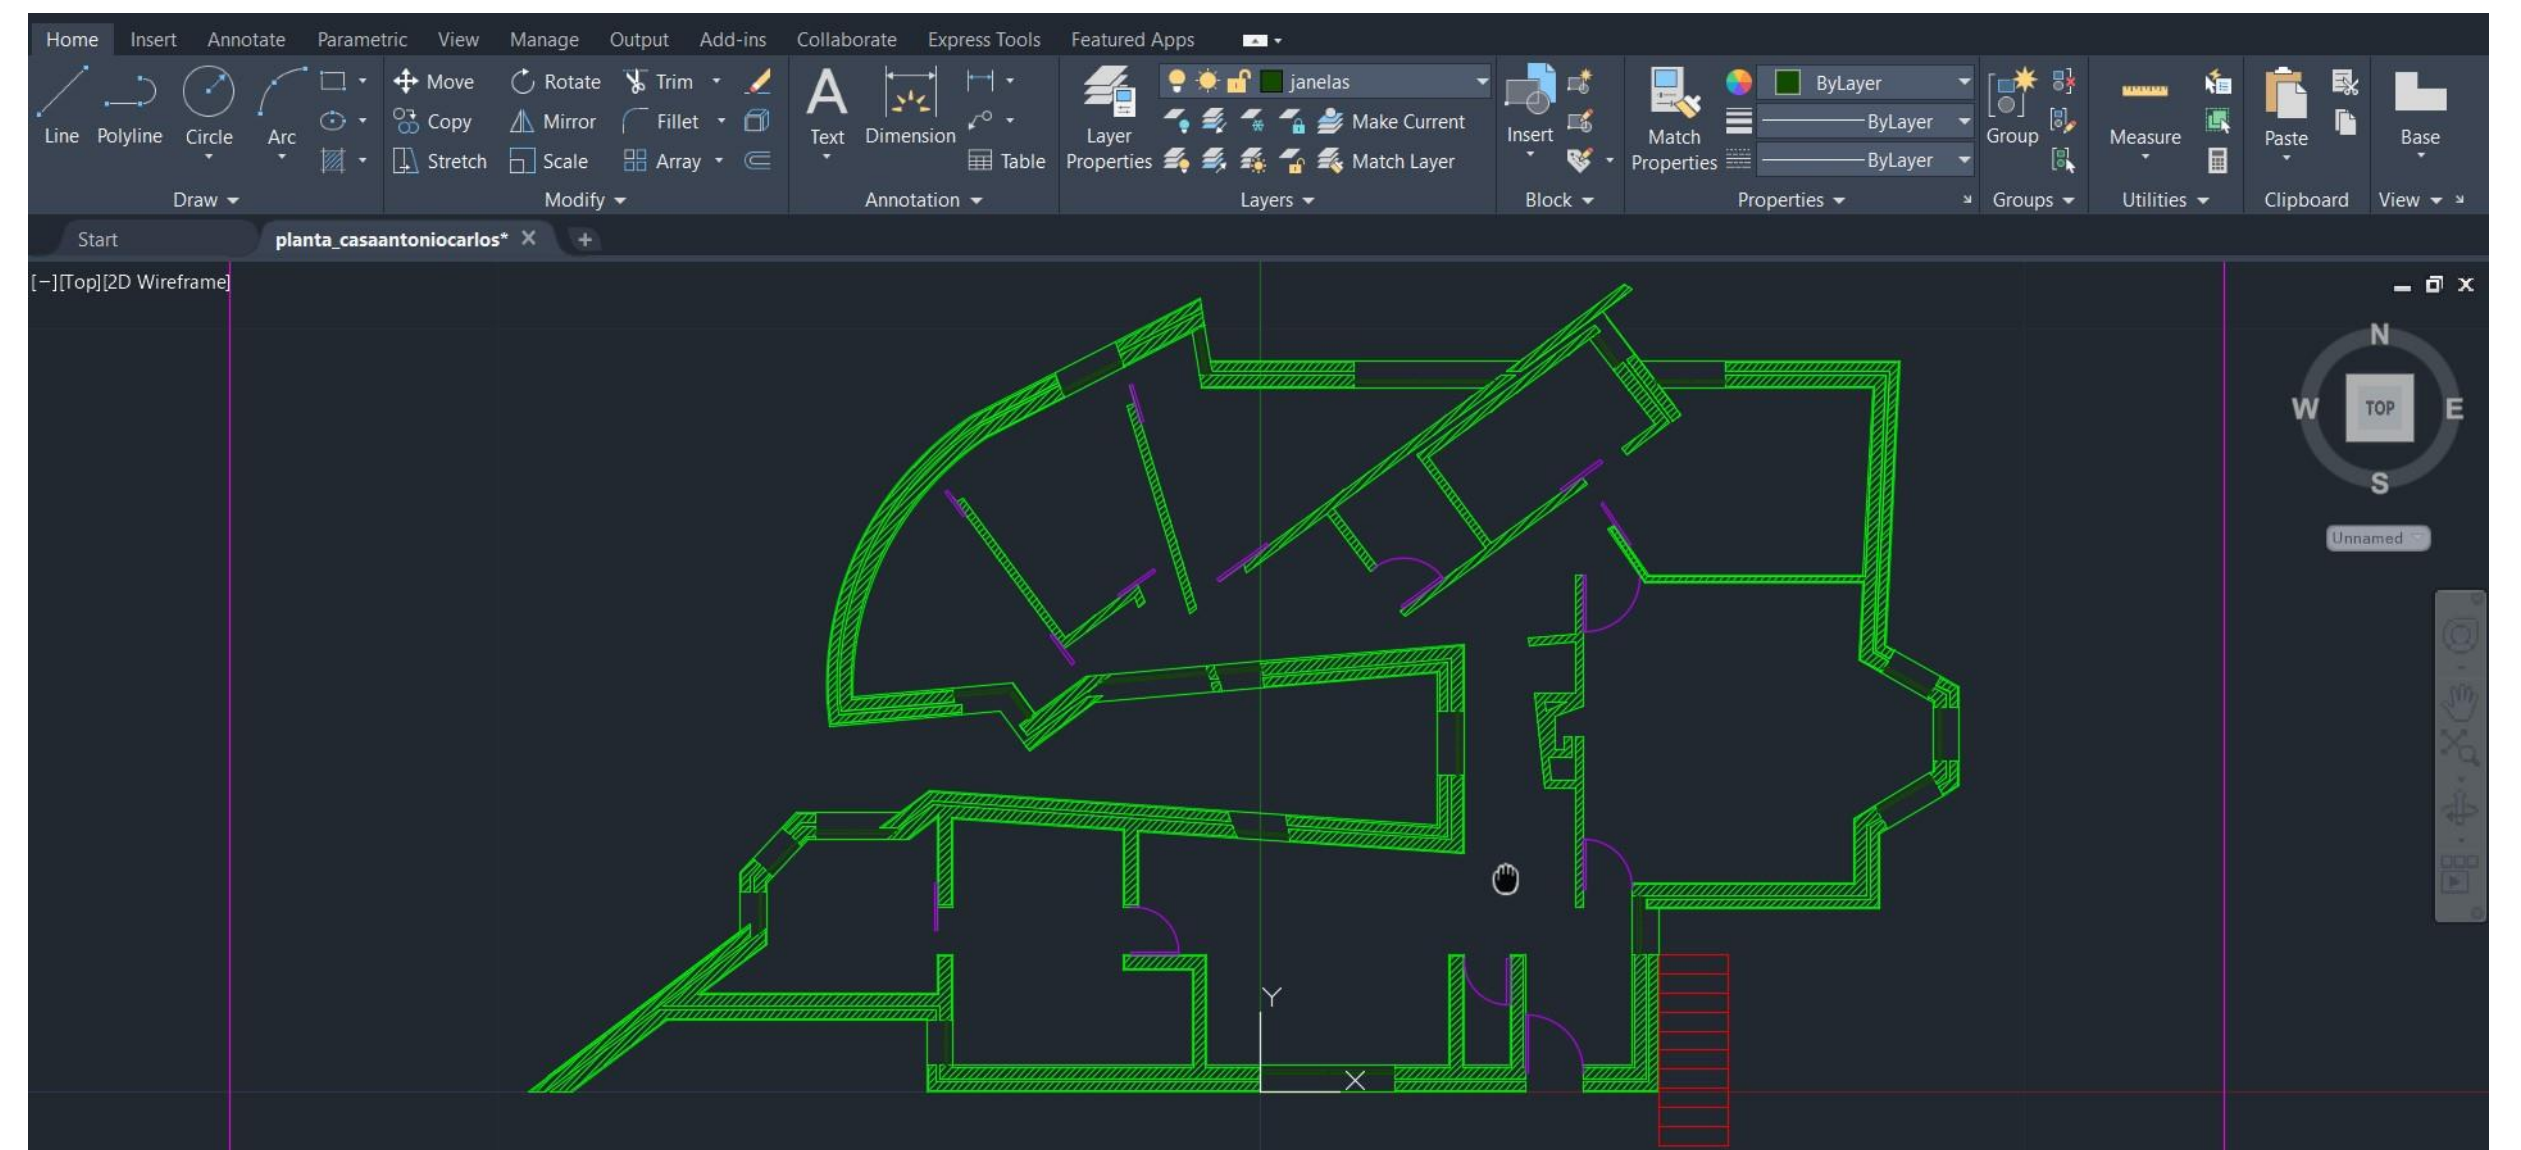 Home Insert Annotate Parametric View Manage Output Add-ins Collaborate Express Tools Featured Apps
Move Rotate Trim janelas ByLayer
Line Polyline Circle Arc Copy Mirror Fillet Text Dimension Layer Properties Make Current Insert Match Properties ByLayer Group Measure Paste Base
Stretch Scale Array Table Match Layer ByLayer
Draw Modify Annotation Layers Block Properties Groups Utilities Clipboard View
Start planta_casaantoniocarlos*
[−][Top][2D Wireframe]
N
W TOP E
S
Unnamed
Y
X